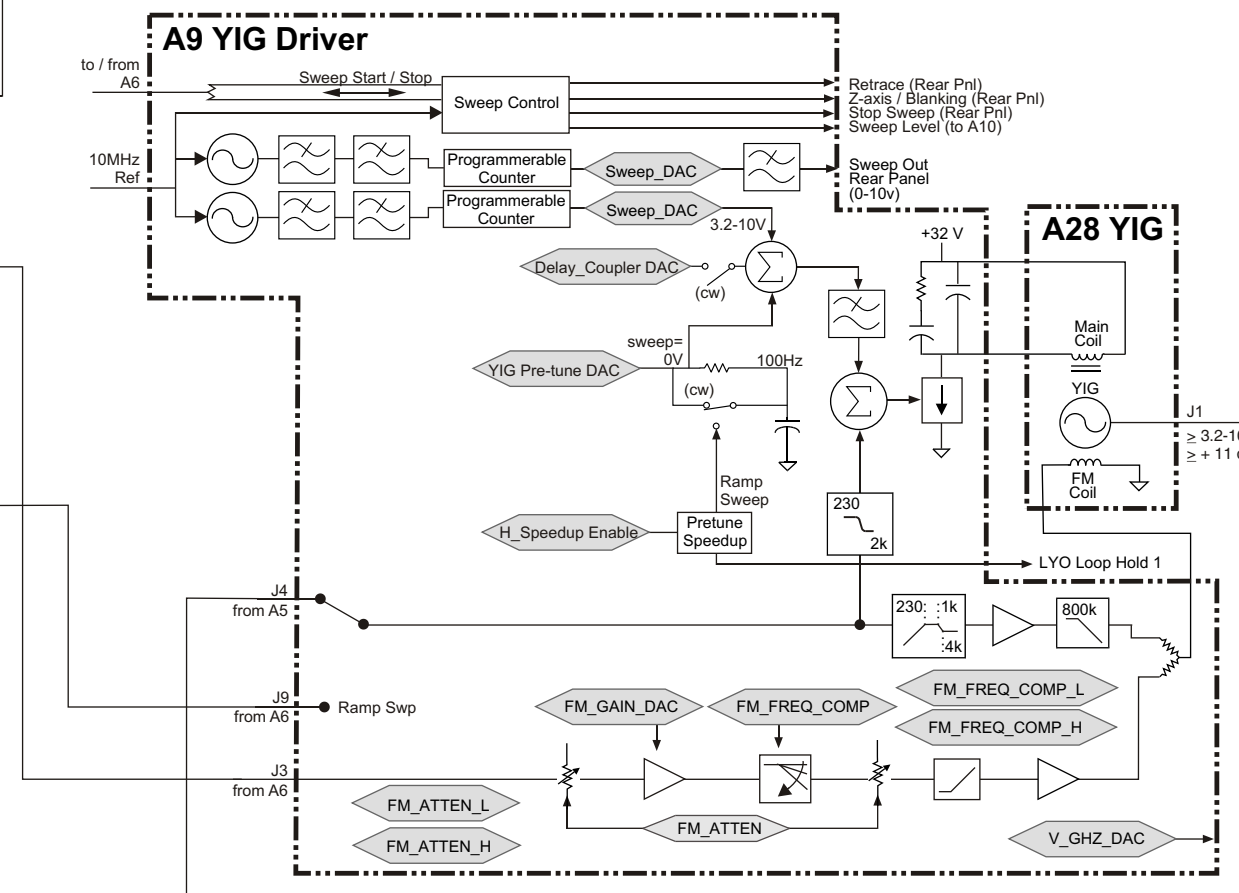 A9 YIG Driver
to / from
A6
Sweep Start / Stop
Sweep Control
Retrace (Rear Pnl)
Z-axis / Blanking (Rear Pnl)
Stop Sweep (Rear Pnl)
Sweep Level (to A10)
10MHz
Ref
Programmerable
Counter
Sweep_DAC
Sweep Out
Rear Panel
(0-10v)
Programmerable
Counter
Sweep_DAC
3.2-10V
+32 V
A28 YIG
Delay_Coupler DAC
(cw)
Σ
Main
Coil
sweep=
0V
100Hz
YIG Pre-tune DAC
(cw)
Σ
YIG
J1
≥ 3.2-10
≥ + 11
FM
Coil
Ramp
Sweep
230
2k
H_Speedup Enable
Pretune
Speedup
LYO Loop Hold 1
J4
from A5
230: :1k
:4k
800k
J9
from A6
Ramp Swp
FM_GAIN_DAC
FM_FREQ_COMP
FM_FREQ_COMP_L
FM_FREQ_COMP_H
J3
from A6
FM_ATTEN_L
FM_ATTEN_H
FM_ATTEN
V_GHZ_DAC